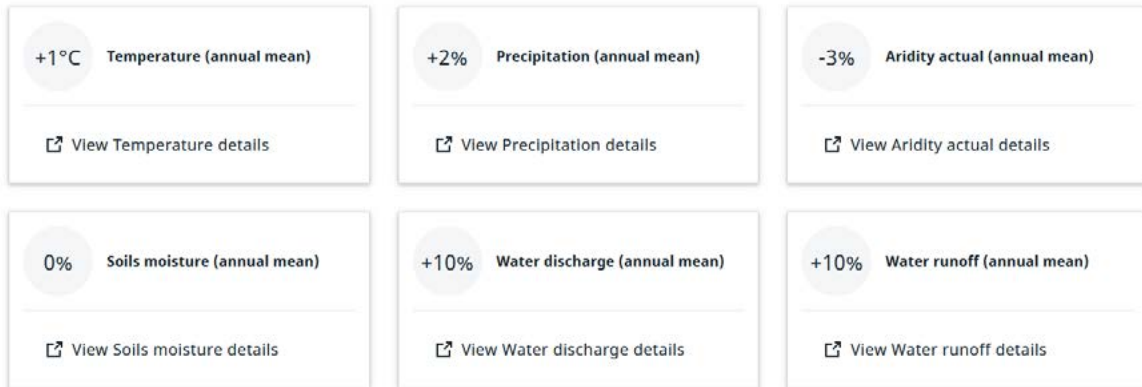 +1°C Temperature (annual mean)
View Temperature details
+2% Precipitation (annual mean)
View Precipitation details
-3% Aridity actual (annual mean)
View Aridity actual details
0% Soils moisture (annual mean)
View Soils moisture details
+10% Water discharge (annual mean)
View Water discharge details
+10% Water runoff (annual mean)
View Water runoff details